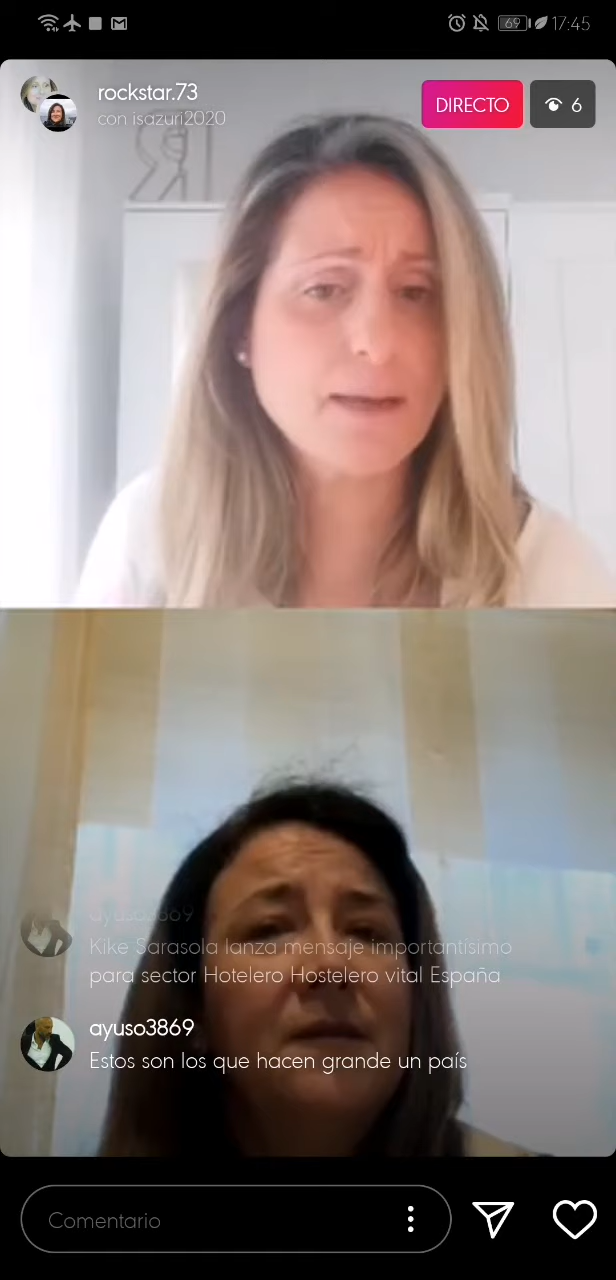 69 17:45
rockstar.73
con isazuri2020
DIRECTO
6
ayuso3869
Kike Sarasola lanza mensaje importantísimo
para sector Hotelero Hostelero vital España
ayuso3869
Estos son los que hacen grande un país
Comentario